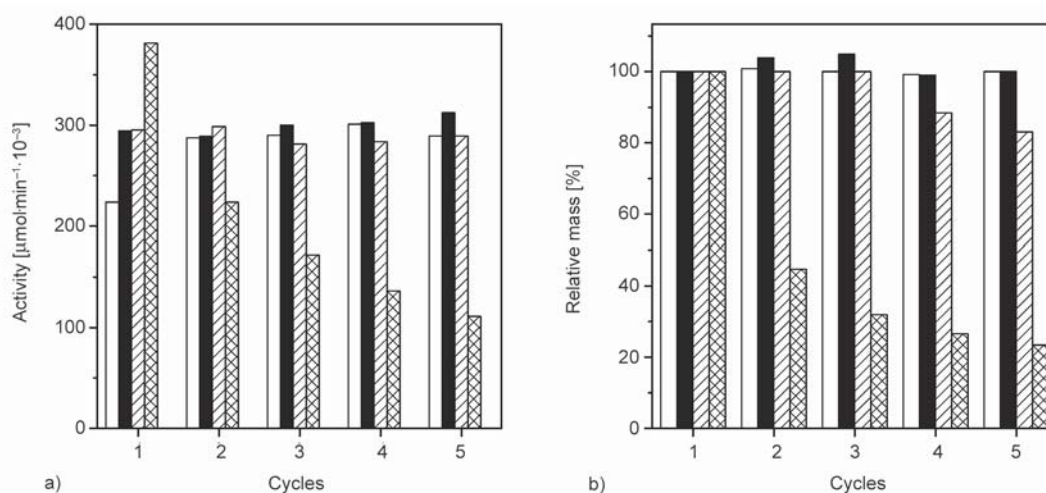 400
300
200
100
0
Activity [µmol·min⁻¹·10⁻³]
1 2 3 4 5
a) Cycles
100
80
60
40
20
0
Relative mass [%]
1 2 3 4 5
b) Cycles